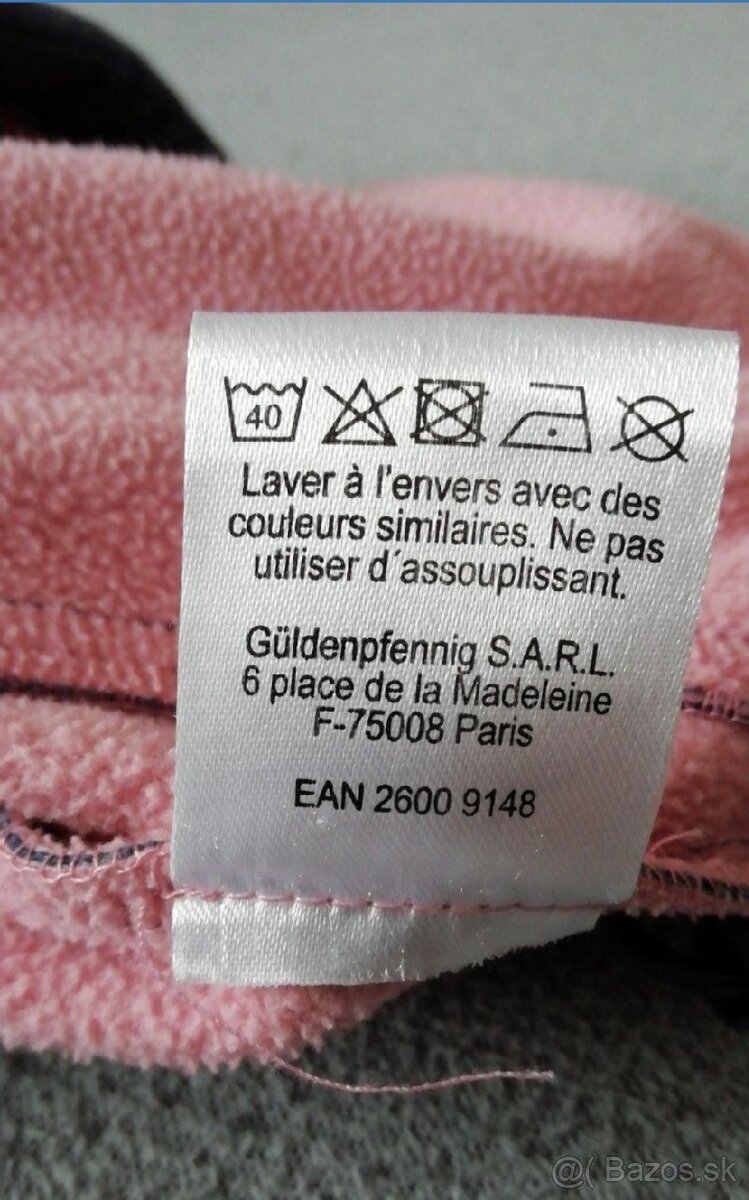 40
Laver à l'envers avec des
couleurs similaires. Ne pas
utiliser d´assouplissant.
Güldenpfennig S.A.R.L.
6 place de la Madeleine
F-75008 Paris
EAN 2600 9148
@( Bazos.sk